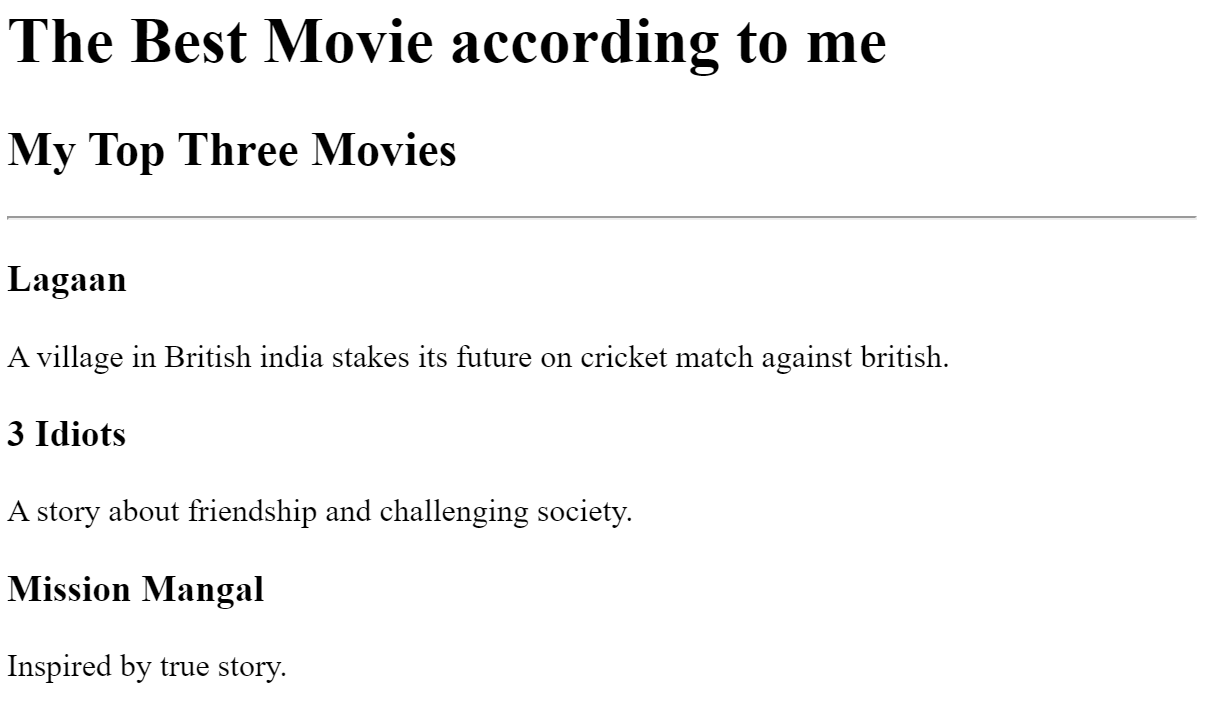 The Best Movie according to me
My Top Three Movies
Lagaan
A village in British india stakes its future on cricket match against british.
3 Idiots
A story about friendship and challenging society.
Mission Mangal
Inspired by true story.